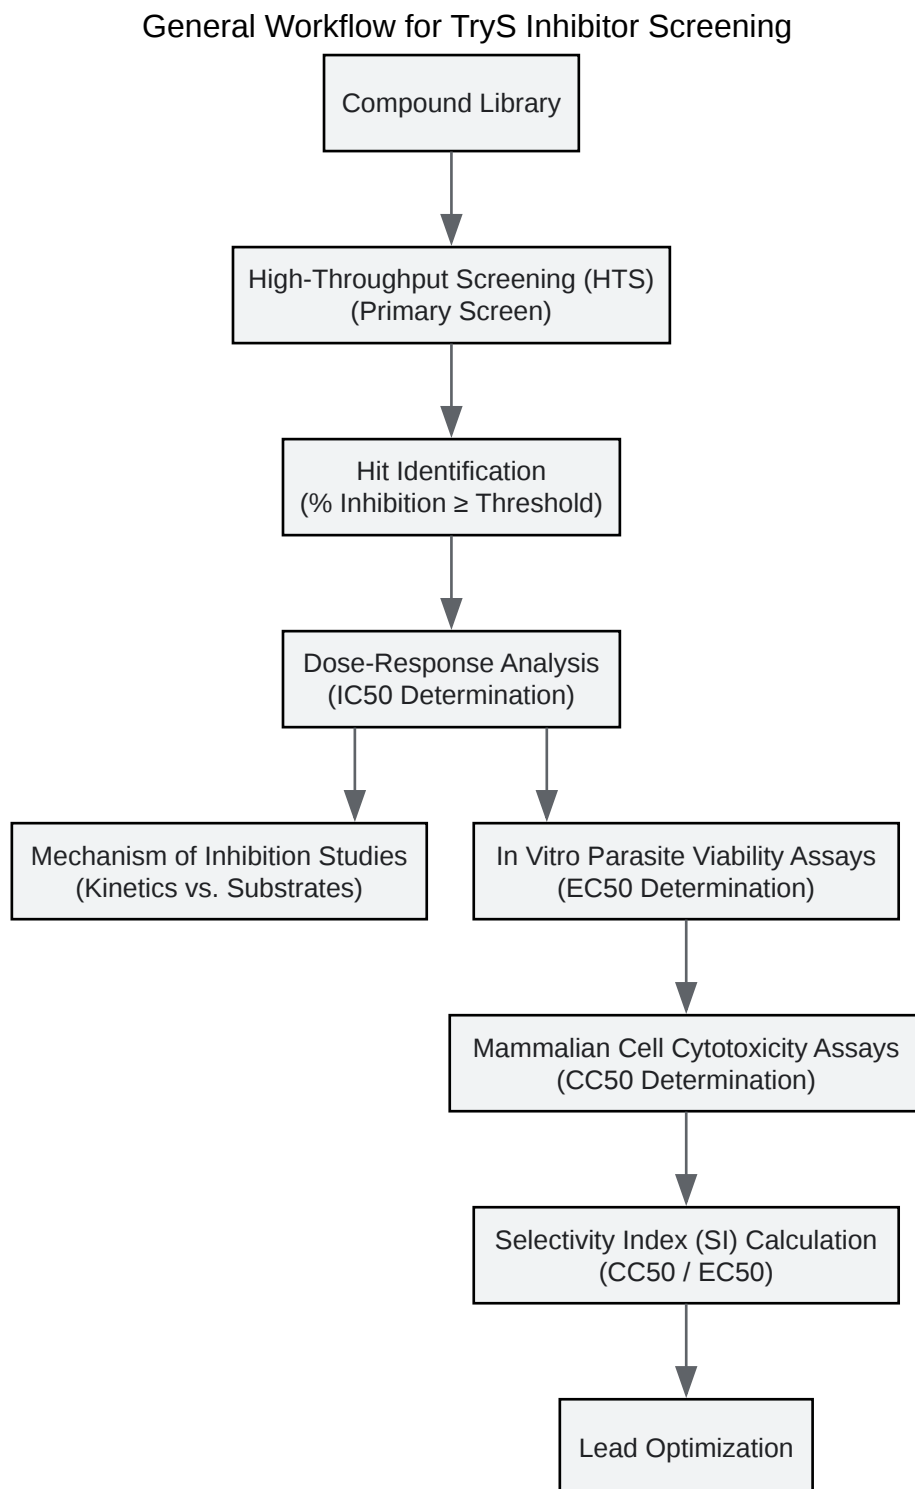 General Workflow for TryS Inhibitor Screening
Compound Library
High-Throughput Screening (HTS)
(Primary Screen)
Hit Identification
(% Inhibition ≥ Threshold)
Dose-Response Analysis
(IC50 Determination)
Mechanism of Inhibition Studies
(Kinetics vs. Substrates)
In Vitro Parasite Viability Assays
(EC50 Determination)
Mammalian Cell Cytotoxicity Assays
(CC50 Determination)
Selectivity Index (SI) Calculation
(CC50 / EC50)
Lead Optimization